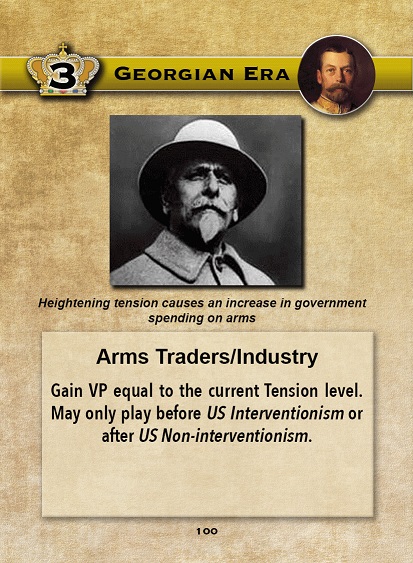 3
GEORGIAN ERA
Heightening tension causes an increase in government
spending on arms
Arms Traders/Industry
Gain VP equal to the current Tension level.
May only play before US Interventionism or
after US Non-interventionism.
100